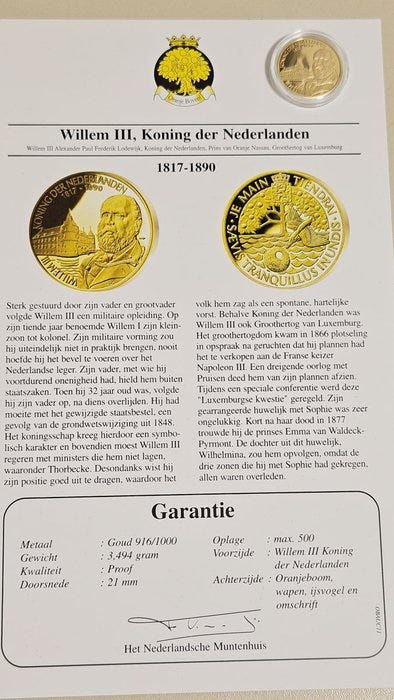 Oranje Boven
Willem III, Koning der Nederlanden
Willem III Alexander Paul Frederik Lodewijk, Koning der Nederlanden, Prins van Oranje Nassau, Groothertog van Luxemburg
1817-1890
KONING DER NEDERLANDEN
1817 - 1890
WILLEM III
JE MAIN TIENDRAI
SAEVIS TRANQUILLUS IN UNDIS
Sterk gestuurd door zijn vader en grootvader
volgde Willem III een militaire opleiding. Op
zijn tiende jaar benoemde Willem I zijn klein-
zoon tot kolonel. Zijn militaire vorming zou
hij uiteindelijk niet in praktijk brengen, nooit
hoefde hij het bevel te voeren over het
Nederlandse leger. Zijn vader, met wie hij
voortdurend onenigheid had, hield hem buiten
staatszaken. Toen hij 32 jaar oud was, volgde
hij zijn vader op, na diens overlijden. Hij had
moeite met het gewijzigde staatsbestel, een
gevolg van de grondwetswijziging uit 1848.
Het koningsschap kreeg hierdoor een symbo-
lisch karakter en bovendien moest Willem III
regeren met ministers die hem niet lagen,
waaronder Thorbecke. Desondanks wist hij
zijn positie goed uit te dragen, waardoor het
volk hem zag als een spontane, hartelijke
vorst. Behalve Koning der Nederlanden was
Willem III ook Groothertog van Luxemburg.
Het groothertogdom kwam in 1866 plotseling
in opspraak na geruchten dat hij plannen had
het te verkopen aan de Franse keizer
Napoleon III. Een dreigende oorlog met
Pruisen deed hem van zijn plannen afzien.
Tijdens een speciale conferentie werd deze
"Luxemburgse kwestie" geregeld. Zijn
gearrangeerde huwelijk met Sophie was zeer
ongelukkig. Kort na haar dood in 1877
trouwde hij de prinses Emma van Waldeck-
Pyrmont. De dochter uit dit huwelijk,
Wilhelmina, zou hem opvolgen, omdat de
drie zonen die hij met Sophie had gekregen,
allen waren overleden.
Garantie
Metaal : Goud 916/1000
Gewicht : 3,494 gram
Kwaliteit : Proof
Doorsnede : 21 mm
Oplage : max. 500
Voorzijde : Willem III Koning
der Nederlanden
Achterzijde : Oranjeboom,
wapen, ijsvogel en
omschrift
Het Nederlandsche Muntenhuis